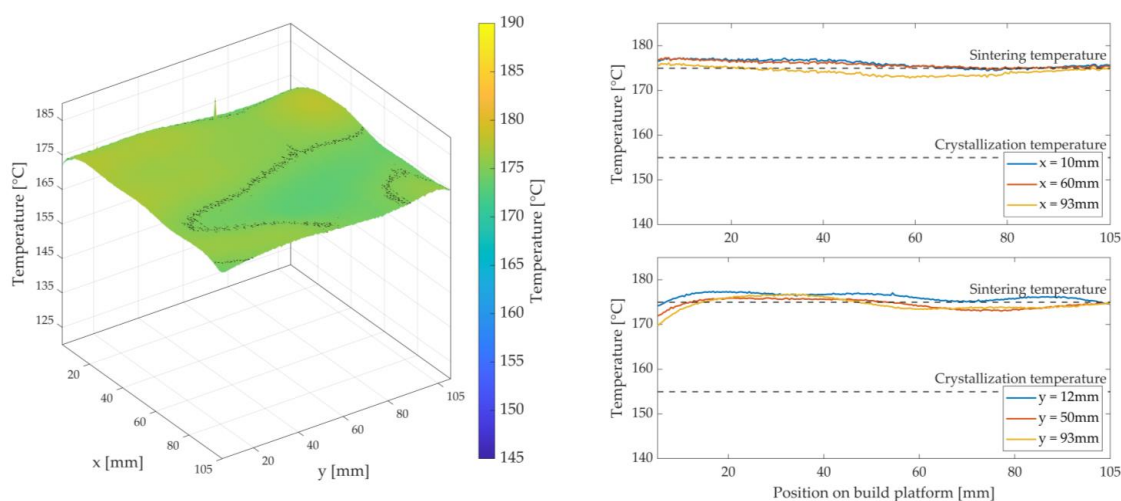 Temperature [°C]
185
175
165
155
145
135
125
20
40
60
80
105
x [mm]
20
40
60
80
105
y [mm]
190
185
180
175
170
165
160
155
150
145
Temperature [°C]
185
180
170
160
150
140
Temperature [°C]
Sintering temperature
Crystallization temperature
x = 10mm
x = 60mm
x = 93mm
20
40
60
80
105
185
180
170
160
150
140
Temperature [°C]
Sintering temperature
Crystallization temperature
y = 12mm
y = 50mm
y = 93mm
20
40
60
80
105
Position on build platform [mm]